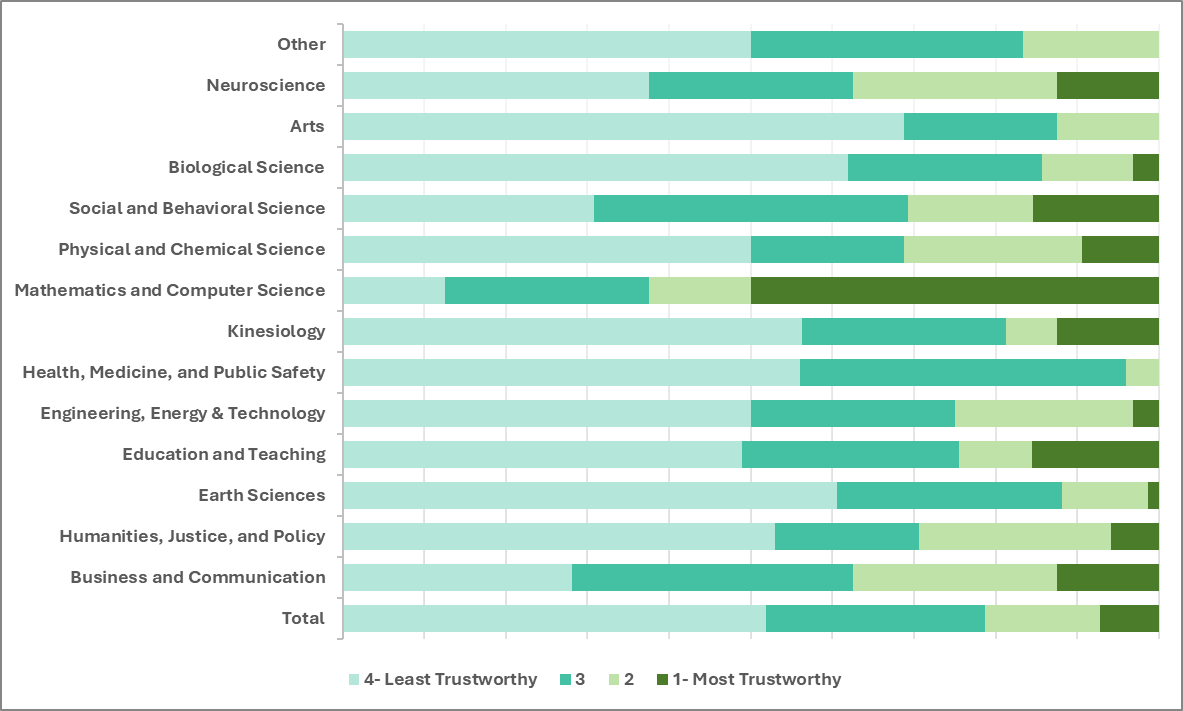 Other
Neuroscience
Arts
Biological Science
Social and Behavioral Science
Physical and Chemical Science
Mathematics and Computer Science
Kinesiology
Health, Medicine, and Public Safety
Engineering, Energy & Technology
Education and Teaching
Earth Sciences
Humanities, Justice, and Policy
Business and Communication
Total
4- Least Trustworthy 3 2 1- Most Trustworthy